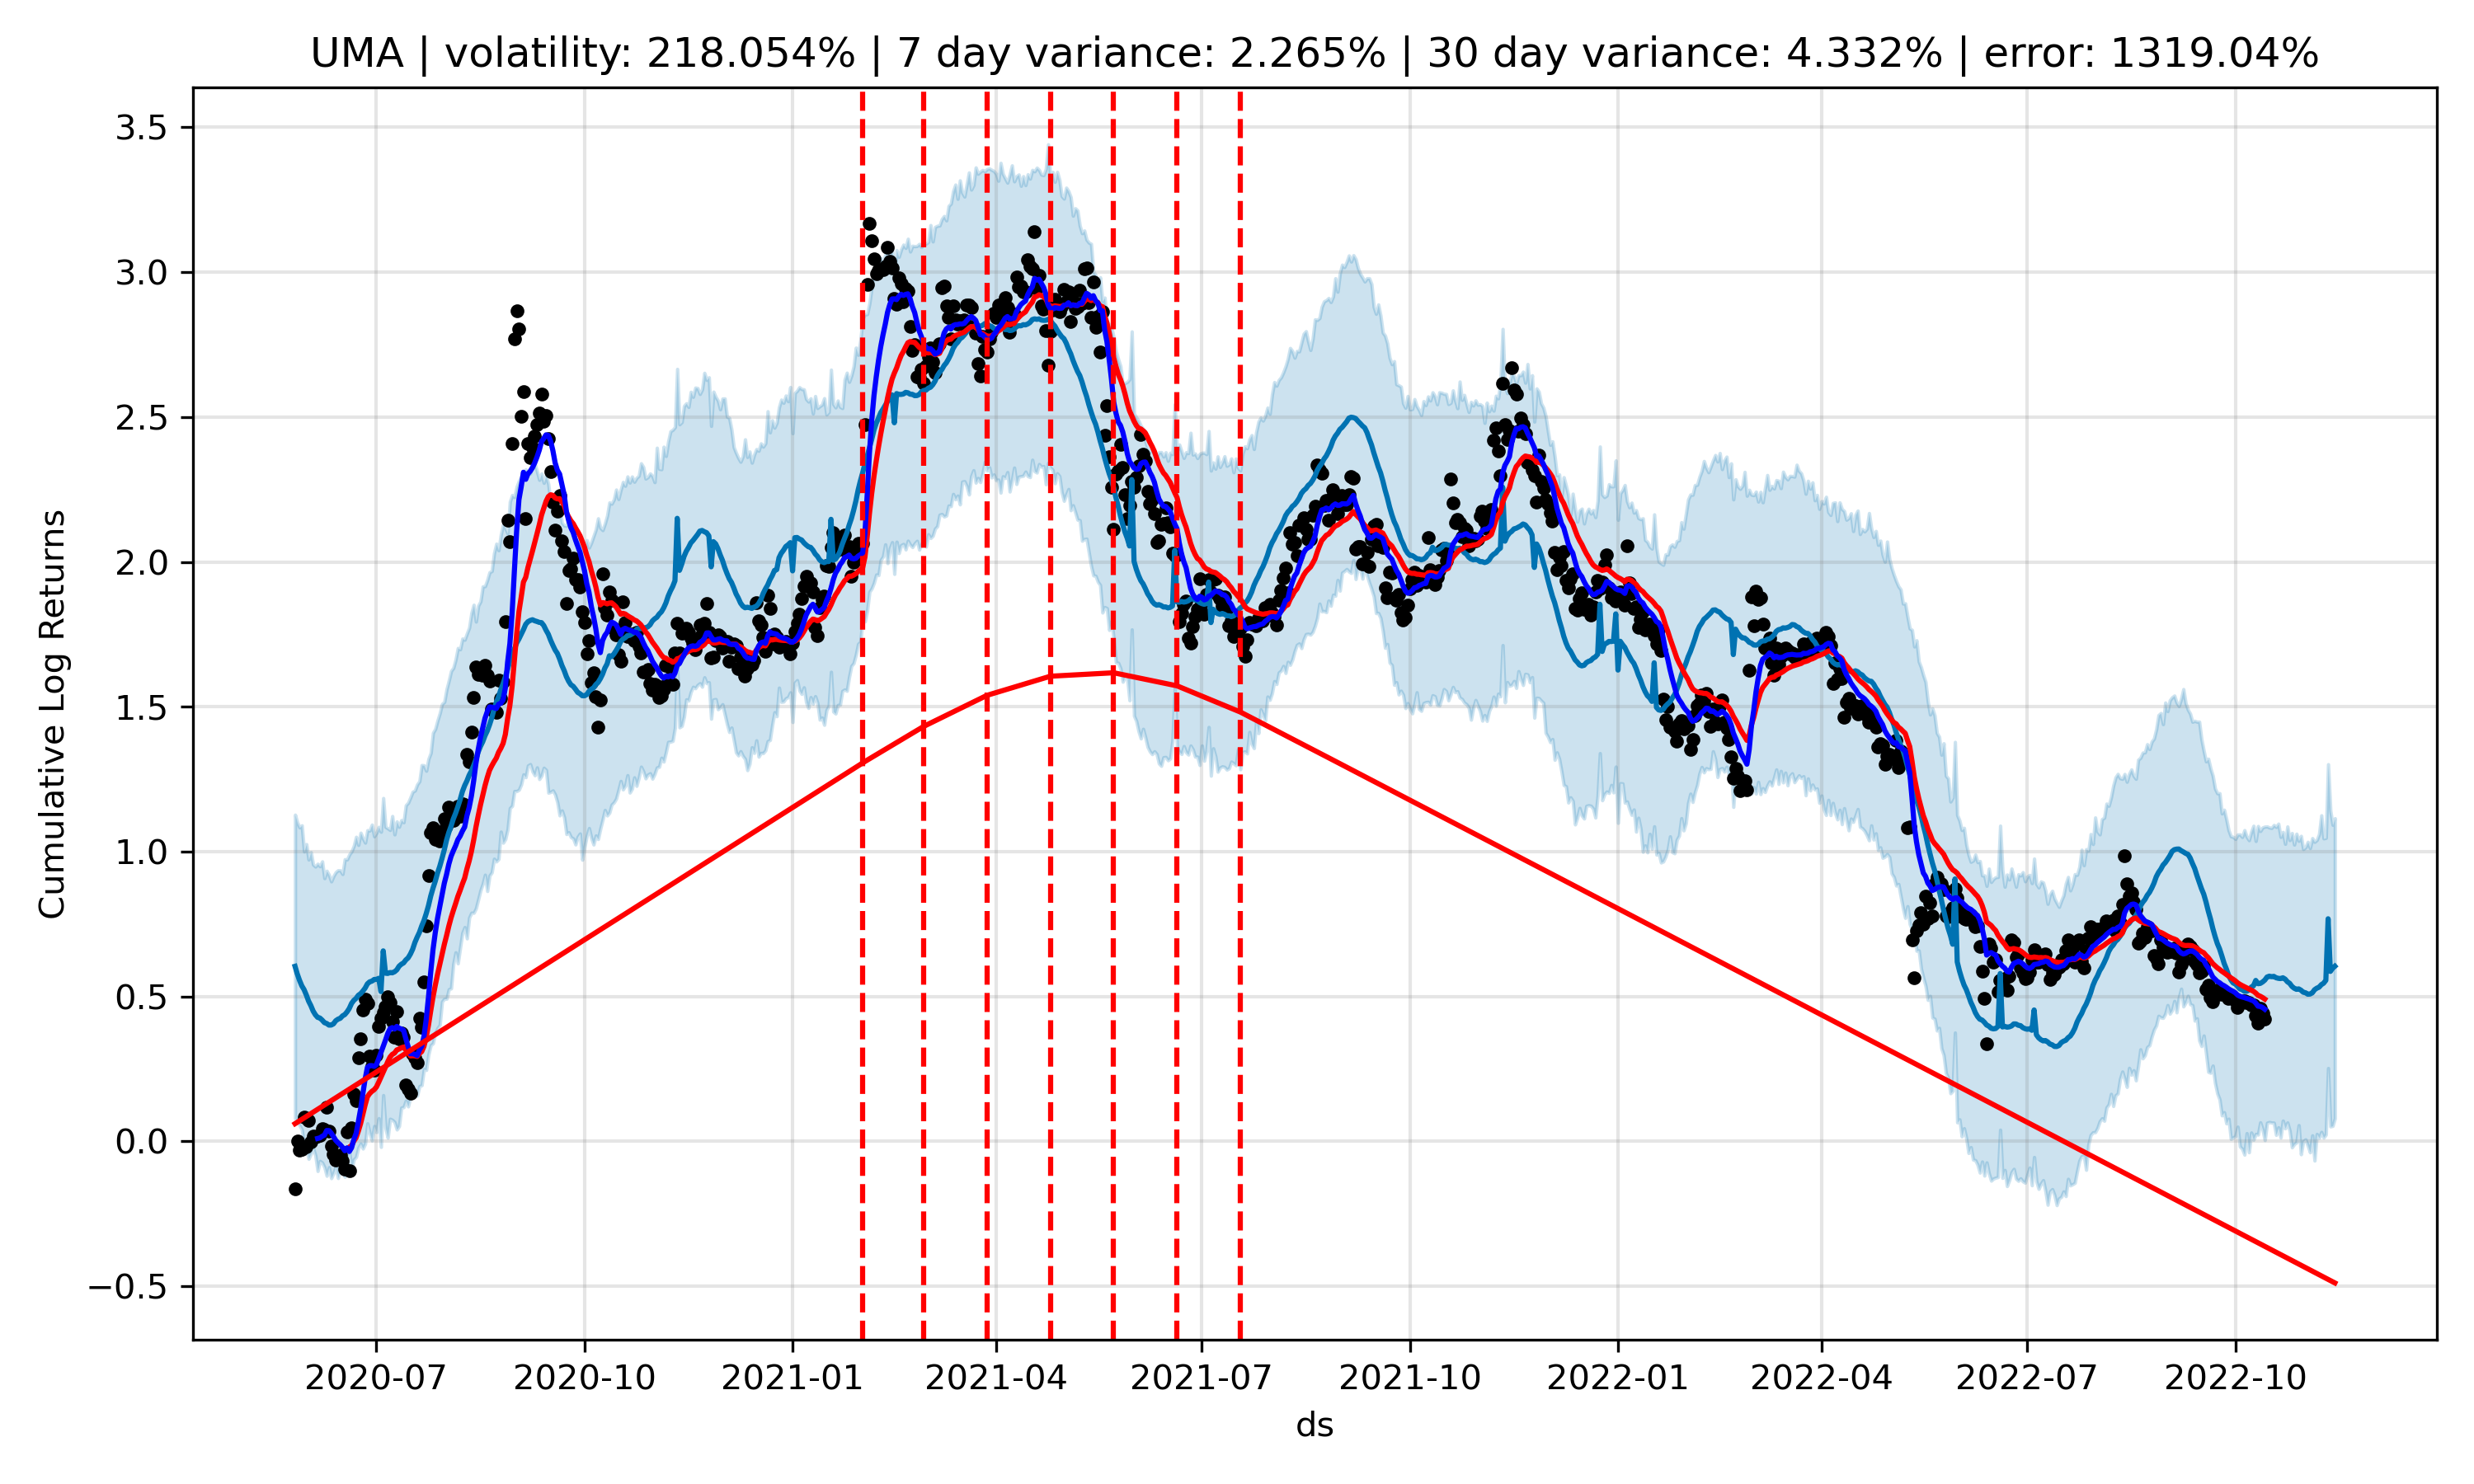 UMA | volatility: 218.054% | 7 day variance: 2.265% | 30 day variance: 4.332% | error: 1319.04%
3.5
3.0
2.5
2.0
1.5
1.0
0.5
0.0
−0.5
Cumulative Log Returns
2020-07 2020-10 2021-01 2021-04 2021-07 2021-10 2022-01 2022-04 2022-07 2022-10
ds